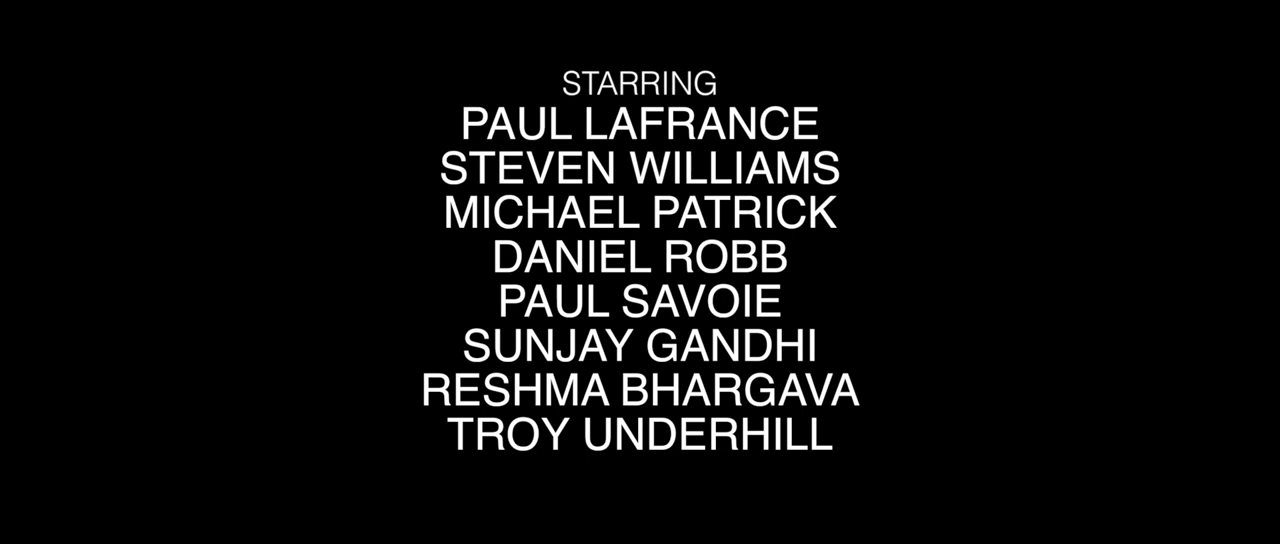 STARRING
PAUL LAFRANCE
STEVEN WILLIAMS
MICHAEL PATRICK
DANIEL ROBB
PAUL SAVOIE
SUNJAY GANDHI
RESHMA BHARGAVA
TROY UNDERHILL